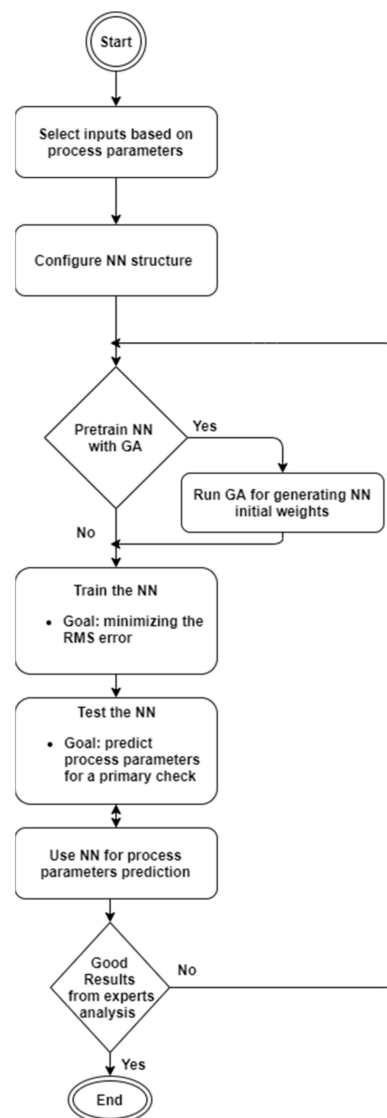 Start
Select inputs based on
process parameters
Configure NN structure
Pretrain NN
with GA
Yes
Run GA for generating NN
initial weights
No
Train the NN
• Goal: minimizing the
RMS error
Test the NN
• Goal: predict
process parameters
for a primary check
Use NN for process
parameters prediction
Good
Results
from experts
analysis
No
Yes
End